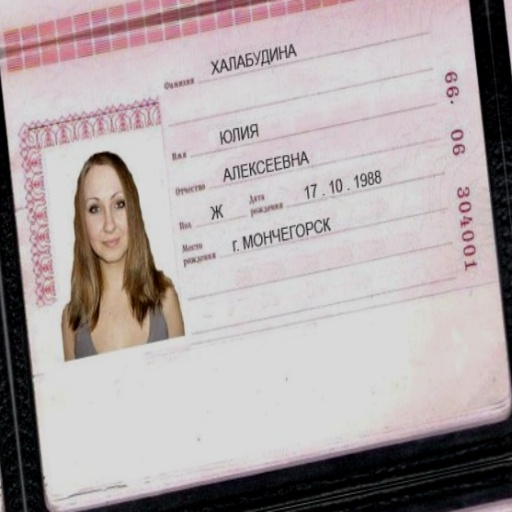 Фамилия ХАЛАБУДИНА
Имя ЮЛИЯ
Отчество АЛЕКСЕЕВНА
Пол Ж Дата рождения 17.10.1988
Место рождения г. МОНЧЕГОРСК
66 06 304001